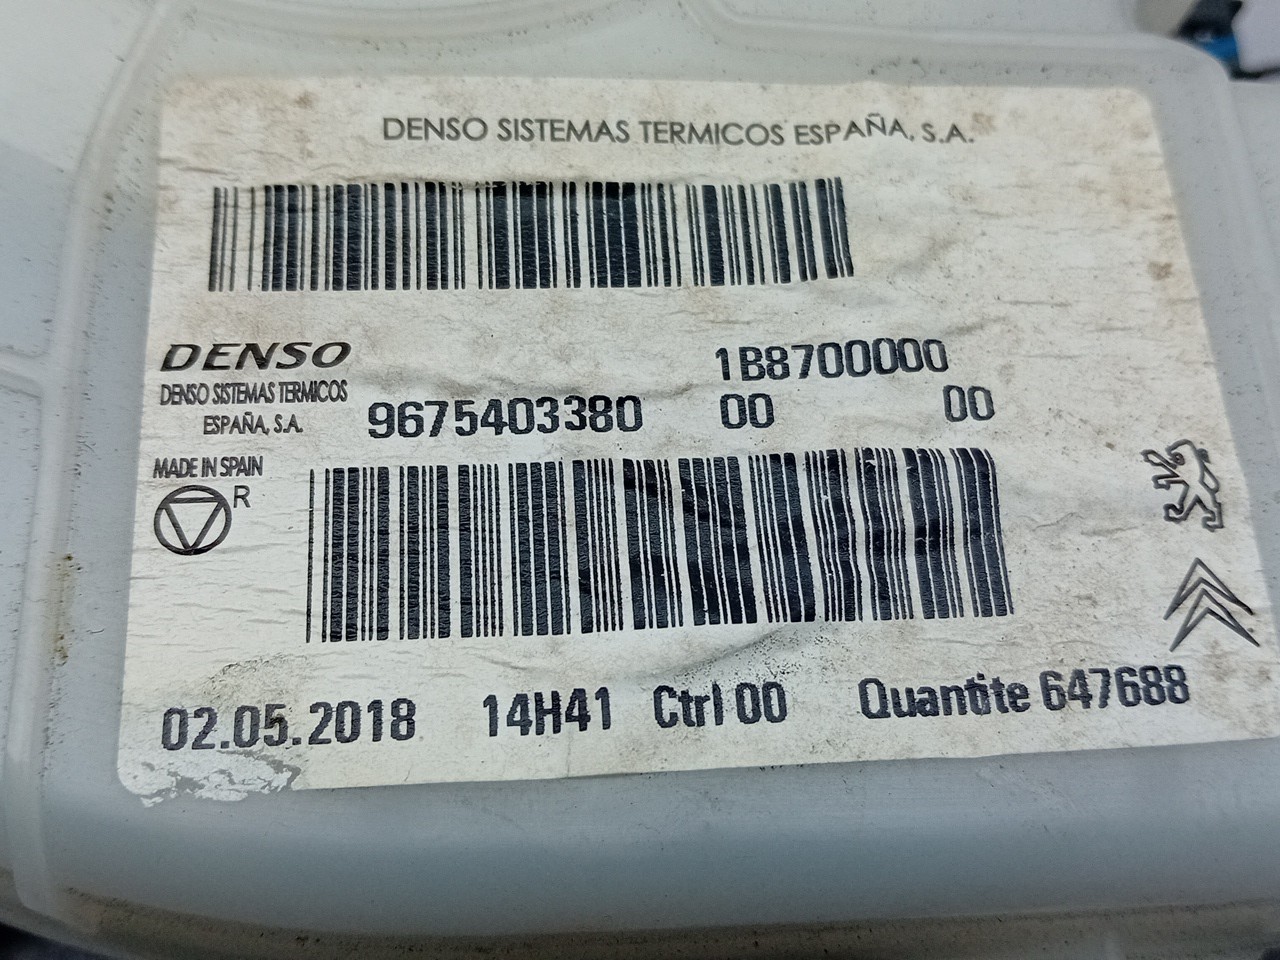 DENSO SISTEMAS TERMICOS ESPAÑA, S.A.
DENSO
DENSO SISTEMAS TERMICOS
ESPAÑA, S.A.
1B8700000
9675403380 00 00
MADE IN SPAIN
R
02.05.2018 14H41 Ctrl 00 Quantite 647688